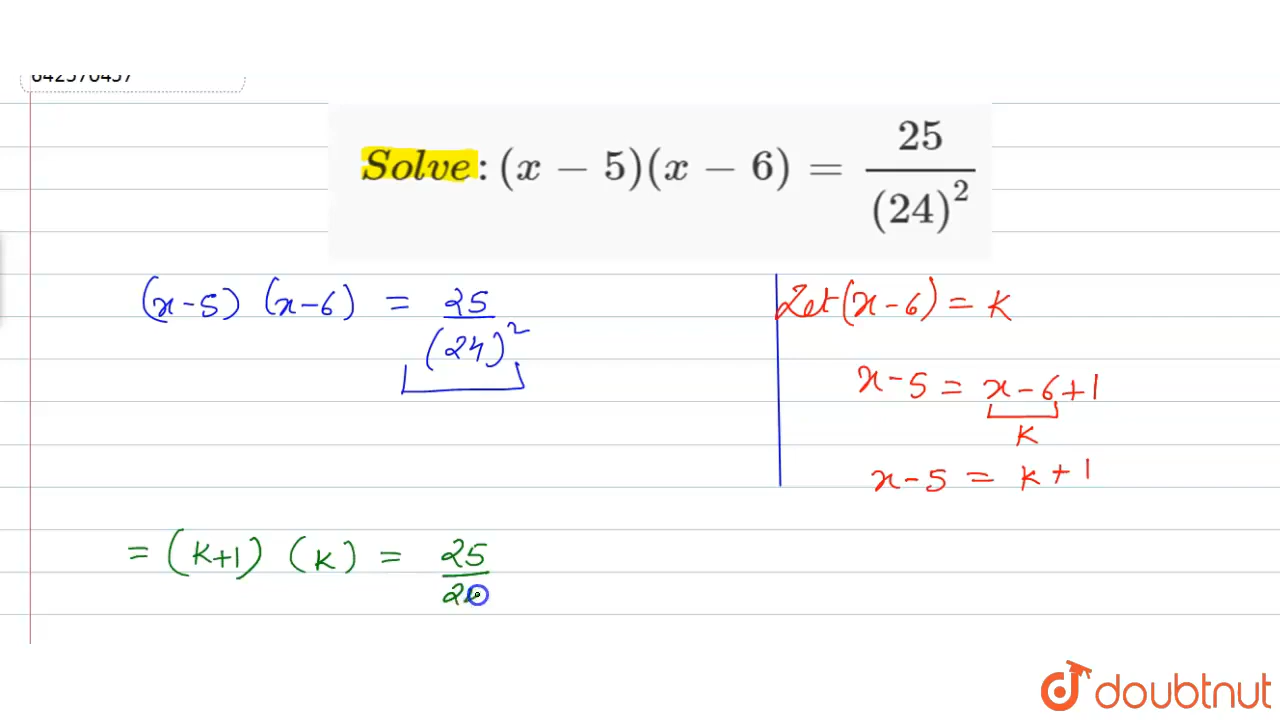 Solve: (x − 5)(x − 6) = 25/(24)²
(x-5) (x-6) = 25/(24)²
Let (x-6) = K
x-5 = x-6+1
K
x-5 = K+1
= (K+1) (K) = 25/24
doubtnut